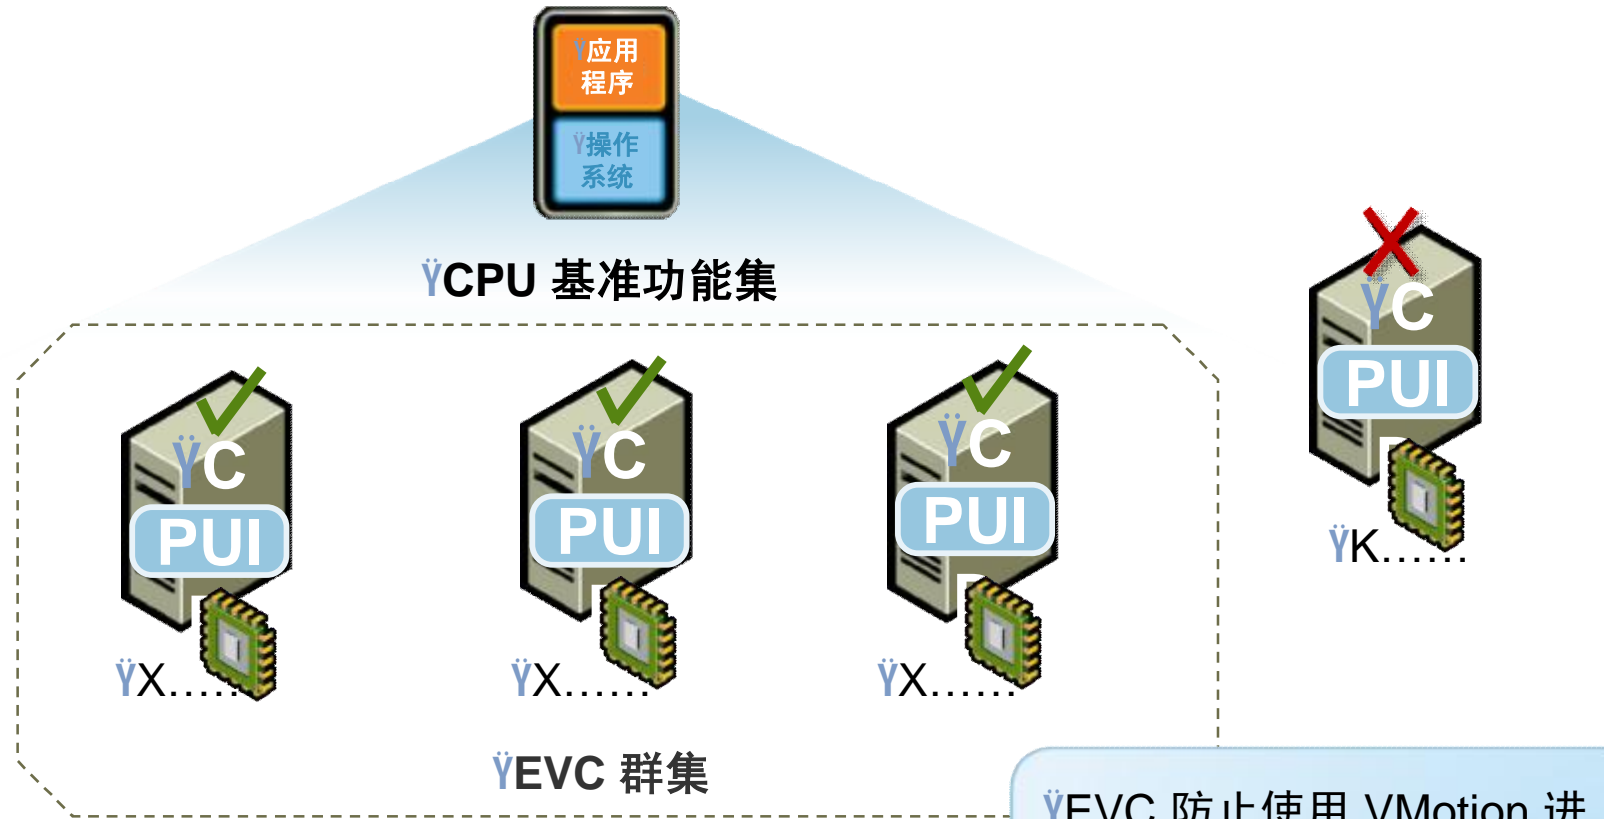 Ÿ应用
程序
Ÿ操作
系统
ŸCPU 基准功能集
ŸC
PUI
ŸK……
ŸC
PUI
ŸX……
ŸC
PUI
ŸX……
ŸC
PUI
ŸX……
ŸEVC 群集
ŸEVC 防止使用 VMotion 进